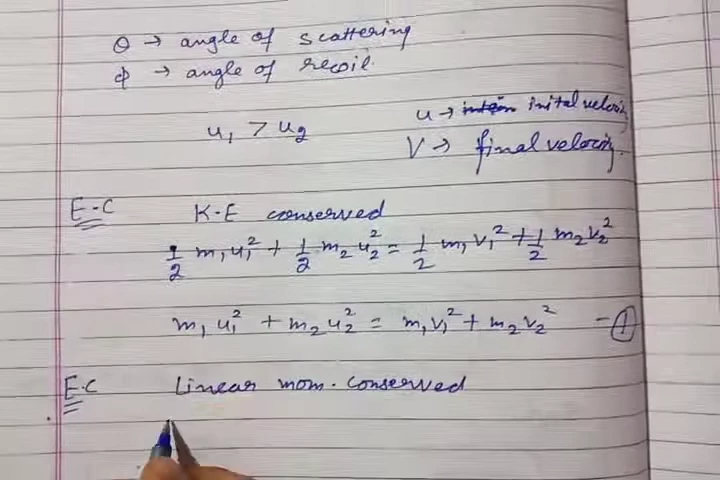 θ → angle of scattering
φ → angle of recoil.
u → inital velocity
u₁ > u₂
V → final velocity.
E-C K-E conserved
1/2 m₁u₁² + 1/2 m₂u₂² = 1/2 m₁v₁² + 1/2 m₂v₂²
m₁u₁² + m₂u₂² = m₁v₁² + m₂v₂² - ①
E.C Linear mom. conserved